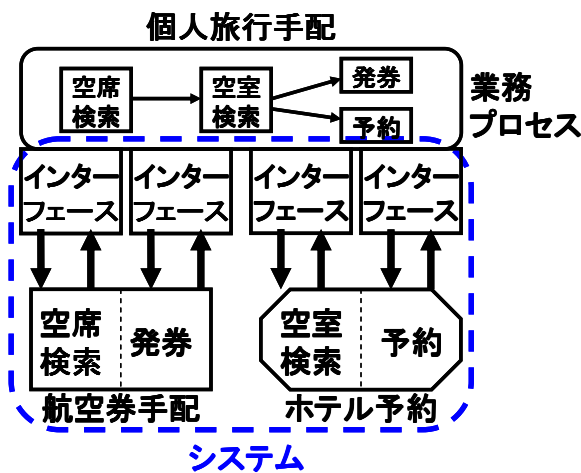 個人旅行手配
空席
検索
空室
検索
発券
予約
業務
プロセス
インター
フェース
インター
フェース
インター
フェース
インター
フェース
空席
検索
発券
空室
検索
予約
航空券手配
ホテル予約
システム